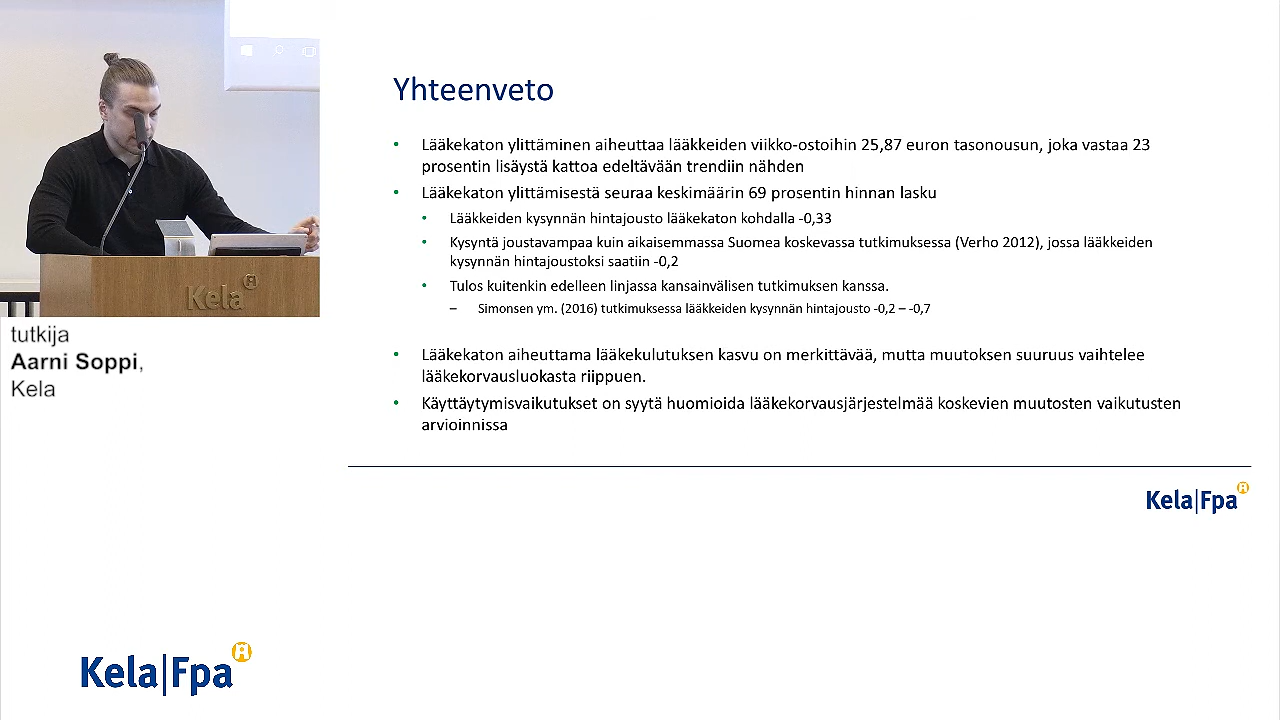 Kela
tutkija
Aarni Soppi,
Kela
Kela|Fpa
Yhteenveto
• Lääkekaton ylittäminen aiheuttaa lääkkeiden viikko-ostoihin 25,87 euron tasonousun, joka vastaa 23
prosentin lisäystä kattoa edeltävään trendiin nähden
• Lääkekaton ylittämisestä seuraa keskimäärin 69 prosentin hinnan lasku
• Lääkkeiden kysynnän hintajousto lääkekaton kohdalla -0,33
• Kysyntä joustavampaa kuin aikaisemmassa Suomea koskevassa tutkimuksessa (Verho 2012), jossa lääkkeiden
kysynnän hintajoustoksi saatiin -0,2
• Tulos kuitenkin edelleen linjassa kansainvälisen tutkimuksen kanssa.
– Simonsen ym. (2016) tutkimuksessa lääkkeiden kysynnän hintajousto -0,2 – -0,7
• Lääkekaton aiheuttama lääkekulutuksen kasvu on merkittävää, mutta muutoksen suuruus vaihtelee
lääkekorvausluokasta riippuen.
• Käyttäytymisvaikutukset on syytä huomioida lääkekorvausjärjestelmää koskevien muutosten vaikutusten
arvioinnissa
Kela|Fpa